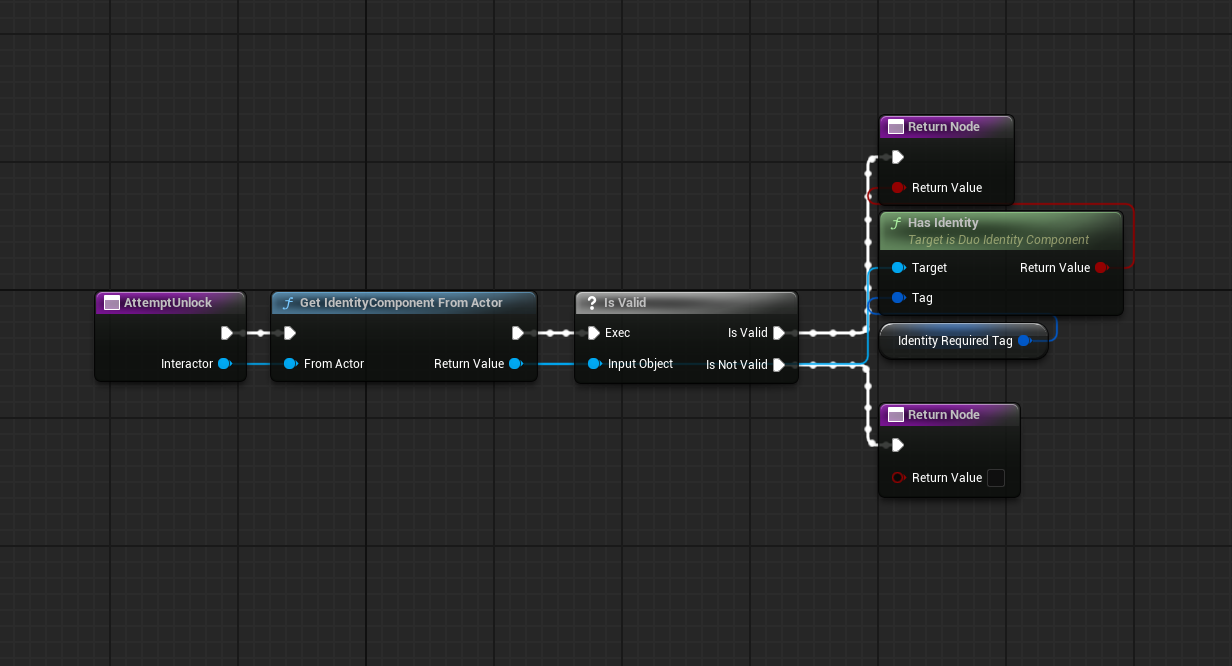 AttemptUnlock
Interactor
Get IdentityComponent From Actor
From Actor
Return Value
? Is Valid
Exec
Is Valid
Input Object
Is Not Valid
Return Node
Return Value
f Has Identity
Target is Duo Identity Component
Target
Return Value
Tag
Identity Required Tag
Return Node
Return Value